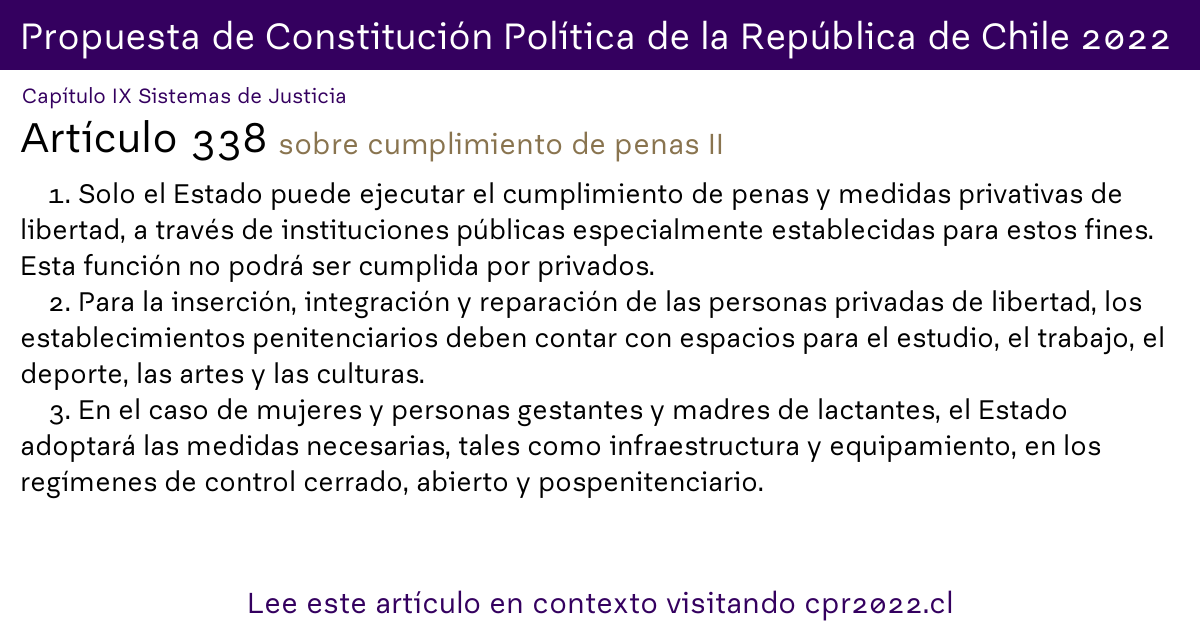 Propuesta de Constitución Política de la República de Chile 2022
Capítulo IX Sistemas de Justicia
Artículo 338 sobre cumplimiento de penas II
1. Solo el Estado puede ejecutar el cumplimiento de penas y medidas privativas de
libertad, a través de instituciones públicas especialmente establecidas para estos fines.
Esta función no podrá ser cumplida por privados.
2. Para la inserción, integración y reparación de las personas privadas de libertad, los
establecimientos penitenciarios deben contar con espacios para el estudio, el trabajo, el
deporte, las artes y las culturas.
3. En el caso de mujeres y personas gestantes y madres de lactantes, el Estado
adoptará las medidas necesarias, tales como infraestructura y equipamiento, en los
regímenes de control cerrado, abierto y pospenitenciario.
Lee este artículo en contexto visitando cpr2022.cl